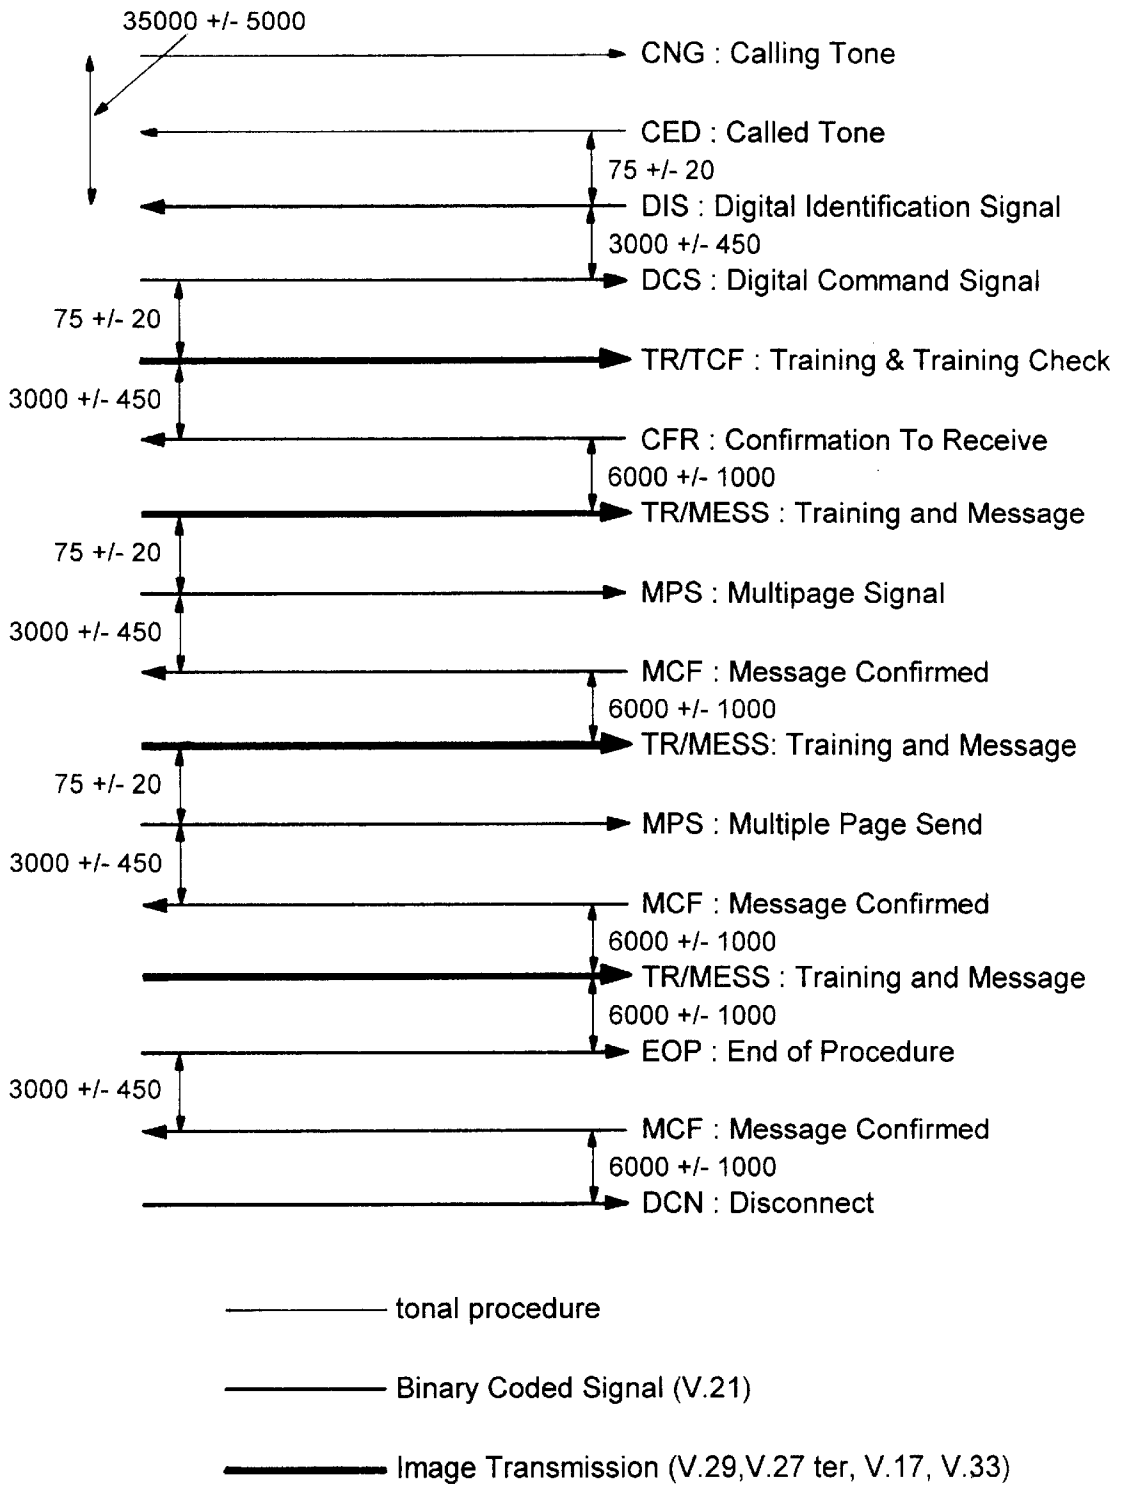 35000 +/- 5000
CNG : Calling Tone
CED : Called Tone
75 +/- 20
DIS : Digital Identification Signal
3000 +/- 450
DCS : Digital Command Signal
75 +/- 20
TR/TCF : Training & Training Check
3000 +/- 450
CFR : Confirmation To Receive
6000 +/- 1000
TR/MESS : Training and Message
75 +/- 20
MPS : Multipage Signal
3000 +/- 450
MCF : Message Confirmed
6000 +/- 1000
TR/MESS: Training and Message
75 +/- 20
MPS : Multiple Page Send
3000 +/- 450
MCF : Message Confirmed
6000 +/- 1000
TR/MESS : Training and Message
6000 +/- 1000
EOP : End of Procedure
3000 +/- 450
MCF : Message Confirmed
6000 +/- 1000
DCN : Disconnect
tonal procedure
Binary Coded Signal (V.21)
Image Transmission (V.29,V.27 ter, V.17, V.33)